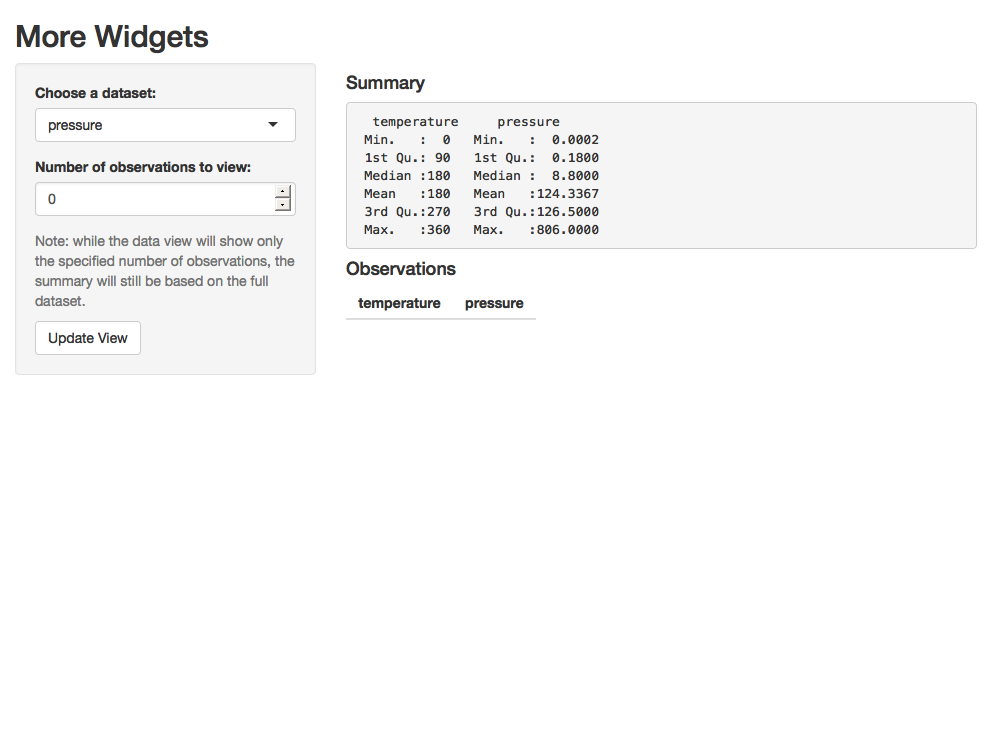 More Widgets
Choose a dataset:
pressure
Number of observations to view:
0
Note: while the data view will show only
the specified number of observations, the
summary will still be based on the full
dataset.
Update View
Summary
  temperature     pressure
 Min.   :  0   Min.   :  0.0002
 1st Qu.: 90   1st Qu.:  0.1800
 Median :180   Median :  8.8000
 Mean   :180   Mean   :124.3367
 3rd Qu.:270   3rd Qu.:126.5000
 Max.   :360   Max.   :806.0000
Observations
temperature pressure